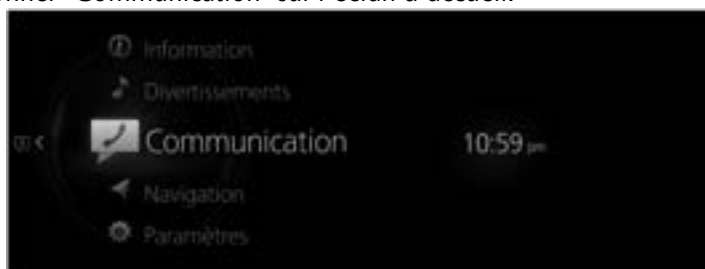 "Communication" sur l'écran d'accueil.
Information
Divertissements
Communication
10:59 pm
Navigation
Paramètres